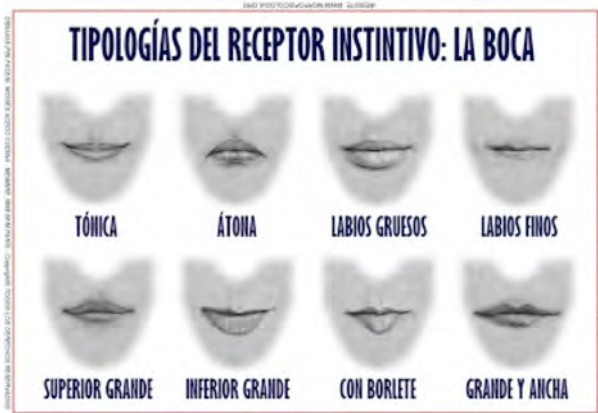 TIPOLOGÍAS DEL RECEPTOR INSTINTIVO: LA BOCA
TÓNICA
ÁTONA
LABIOS GRUESOS
LABIOS FINOS
SUPERIOR GRANDE
INFERIOR GRANDE
CON BORLETE
GRANDE Y ANCHA